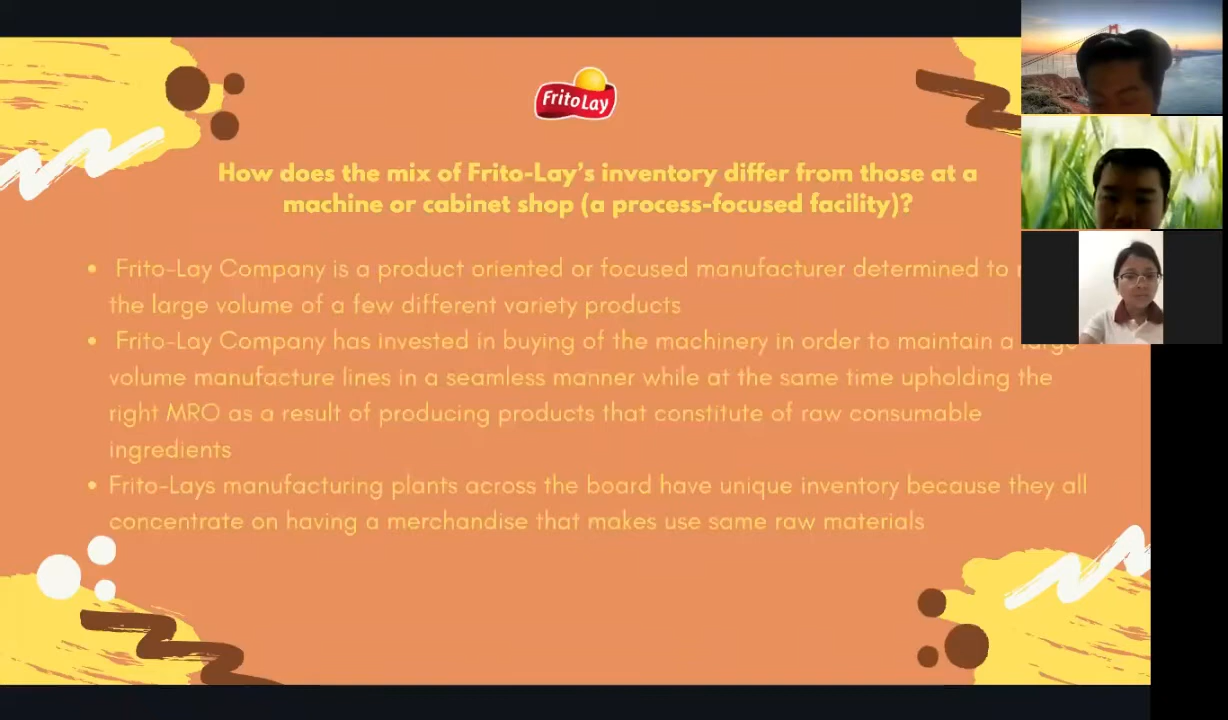 Frito Lay
How does the mix of Frito-Lay's inventory differ from those at a
machine or cabinet shop (a process-focused facility)?
• Frito-Lay Company is a product oriented or focused manufacturer determined to
the large volume of a few different variety products
• Frito-Lay Company has invested in buying of the machinery in order to maintain a large
volume manufacture lines in a seamless manner while at the same time upholding the
right MRO as a result of producing products that constitute of raw consumable
ingredients
• Frito-Lays manufacturing plants across the board have unique inventory because they all
concentrate on having a merchandise that makes use same raw materials